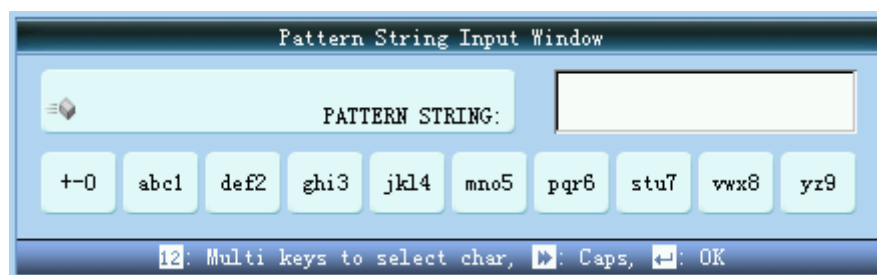 Pattern String Input Window
PATTERN STRING:
+-0 abc1 def2 ghi3 jkl4 mno5 pqr6 stu7 vwx8 yz9
12: Multi keys to select char, : Caps, : OK